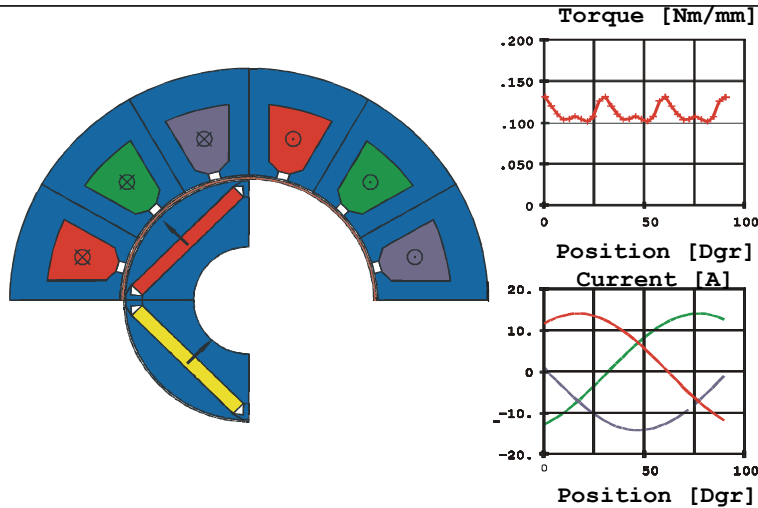 Torque [Nm/mm]
.200
.150
.100
.050
0
0 50 100
Position [Dgr]
Current [A]
20.
10.
0
-10.
-20.
0 50 100
Position [Dgr]